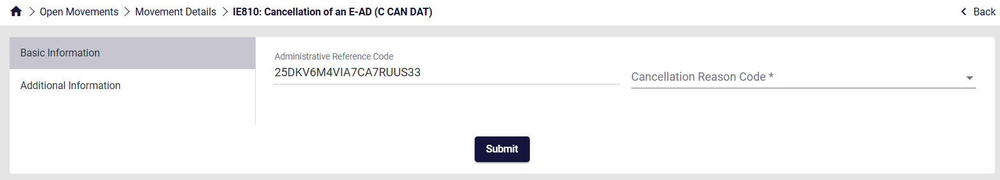 Open Movements Movement Details IE810: Cancellation of an E-AD (C CAN DAT) Back
Basic Information
Additional Information
Administrative Reference Code
25DKV6M4VIA7CA7RUUS33
Cancellation Reason Code *
Submit